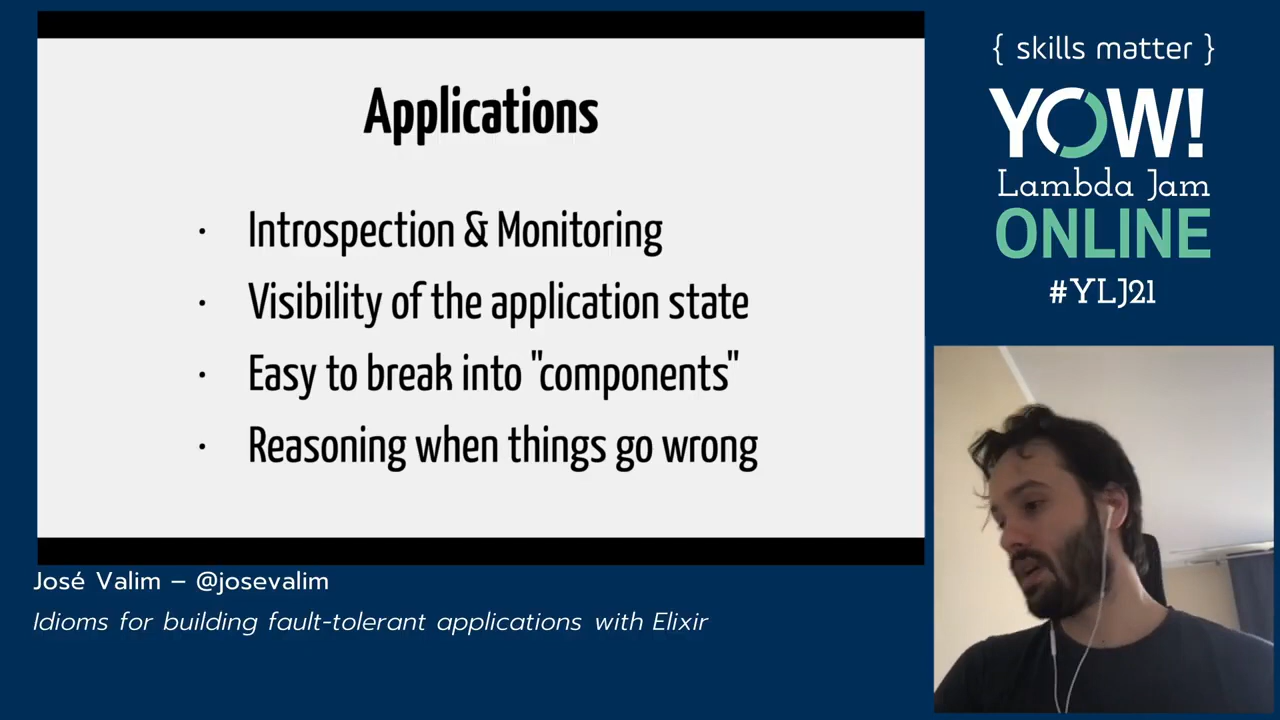 Applications
· Introspection & Monitoring
· Visibility of the application state
· Easy to break into "components"
· Reasoning when things go wrong
{ skills matter }
YOW!
Lambda Jam
ONLINE
#YLJ21
José Valim – @josevalim
Idioms for building fault-tolerant applications with Elixir